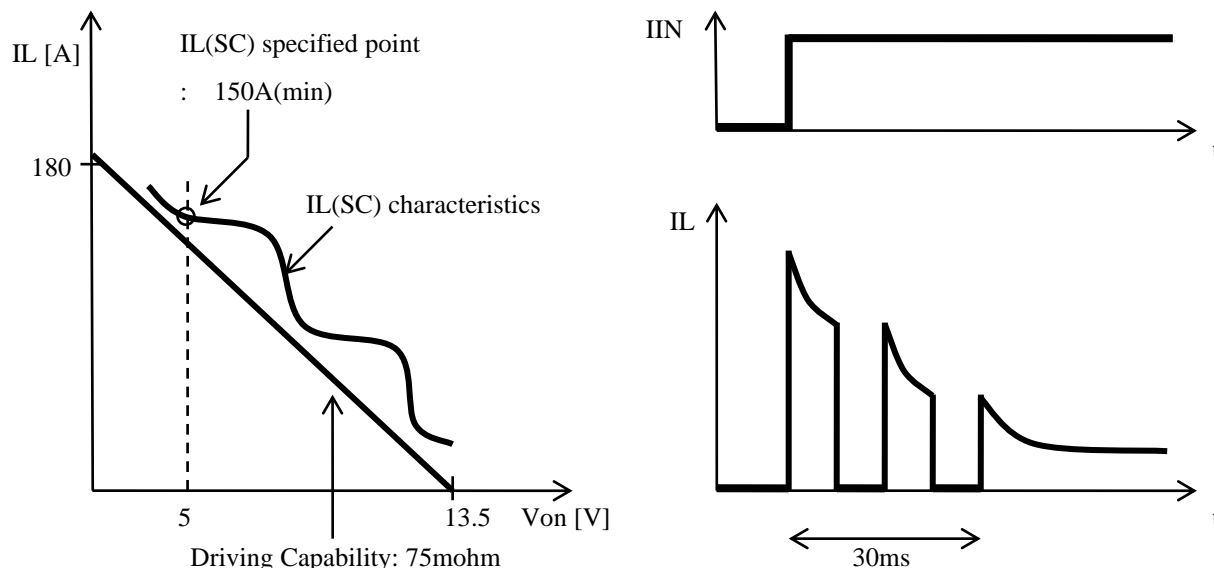 IL [A]
IL(SC) specified point
: 150A(min)
180
IL(SC) characteristics
5
13.5
Von [V]
Driving Capability: 75mohm
IIN
t
IL
t
30ms